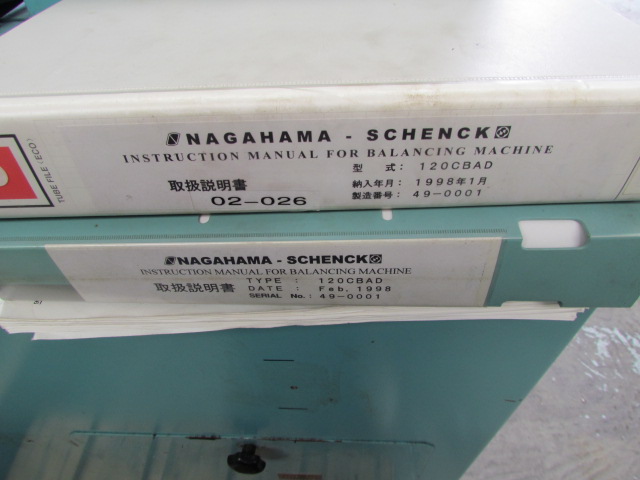 TUBE FILE <ECO>
NAGAHAMA - SCHENCK
INSTRUCTION MANUAL FOR BALANCING MACHINE
取扱説明書
02-026
型 式: 120CBAD
納入年月: 1998年1月
製造番号: 49-0001
NAGAHAMA - SCHENCK
INSTRUCTION MANUAL FOR BALANCING MACHINE
取扱説明書
TYPE : 120CBAD
DATE : Feb.1998
SERIAL No.: 49-0001